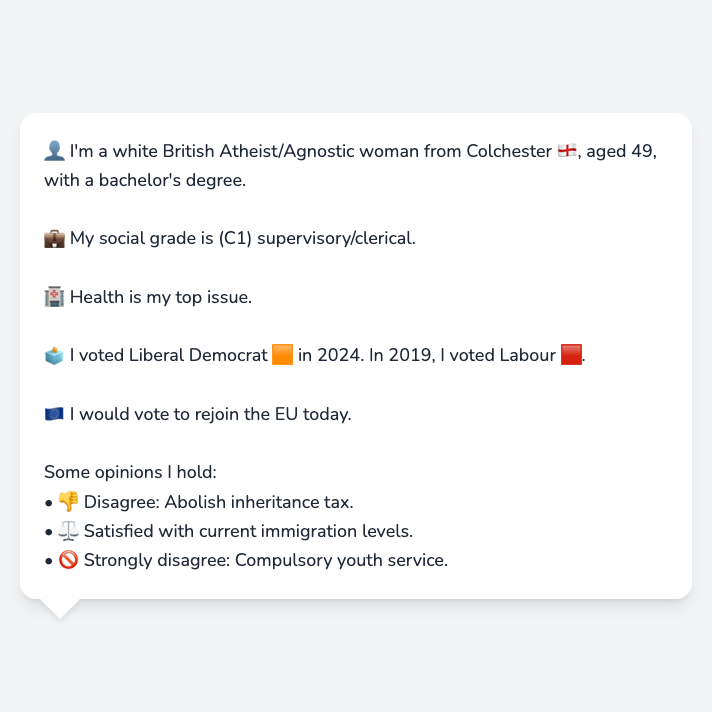 👤 I'm a white British Atheist/Agnostic woman from Colchester 🏴󠁧󠁢󠁥󠁮󠁧󠁿, aged 49,
with a bachelor's degree.
💼 My social grade is (C1) supervisory/clerical.
🏥 Health is my top issue.
🗳️ I voted Liberal Democrat 🟧 in 2024. In 2019, I voted Labour 🟥.
🇪🇺 I would vote to rejoin the EU today.
Some opinions I hold:
• 👎 Disagree: Abolish inheritance tax.
• ⚖️ Satisfied with current immigration levels.
• 🚫 Strongly disagree: Compulsory youth service.